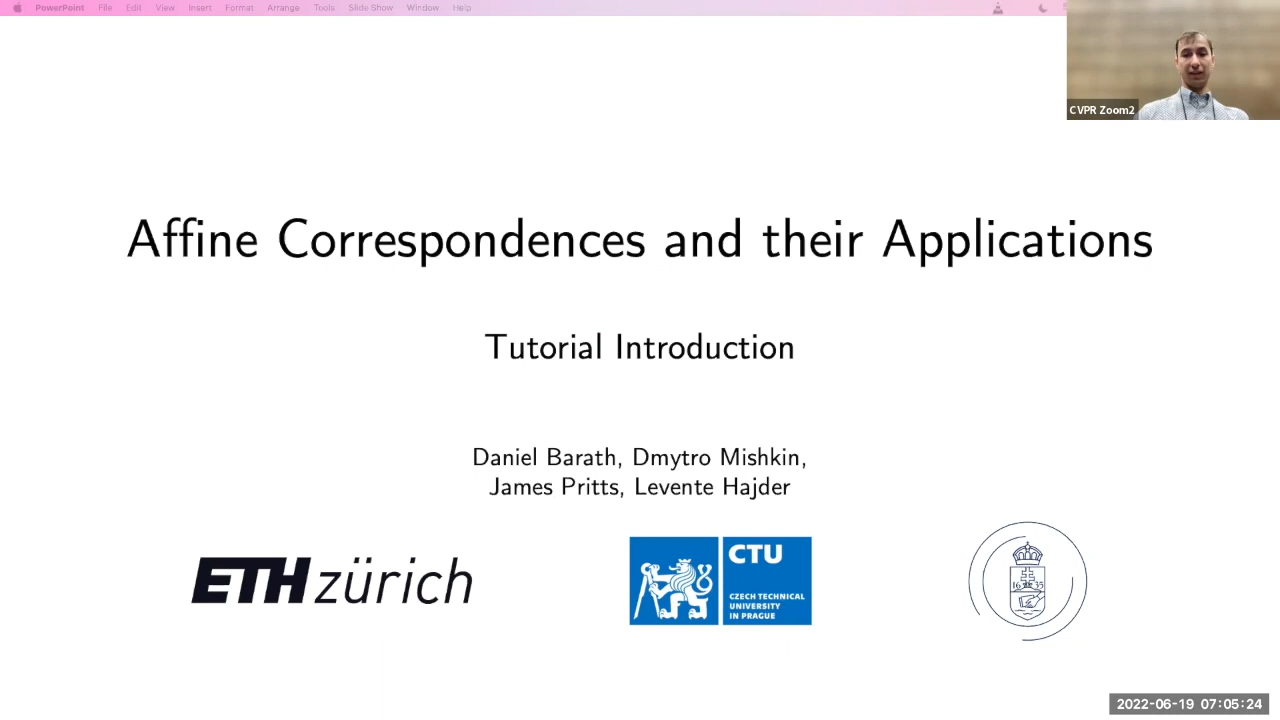 PowerPoint File Edit View Insert Format Arrange Tools Slide Show Window Help
CVPR Zoom2
Affine Correspondences and their Applications
Tutorial Introduction
Daniel Barath, Dmytro Mishkin,
James Pritts, Levente Hajder
ETH zürich
CTU
CZECH TECHNICAL
UNIVERSITY
IN PRAGUE
16 35
2022-06-19 07:05:24